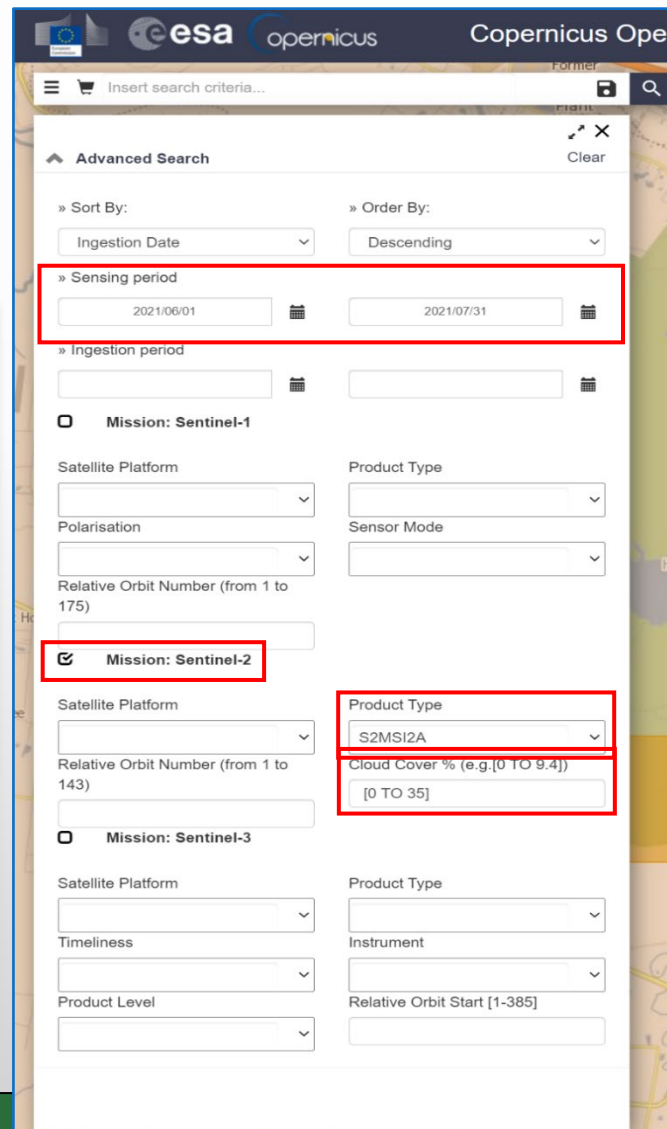 European
Commission
esa opernicus Copernicus Ope
Former
Insert search criteria...
Plant
Advanced Search Clear
» Sort By: » Order By:
Ingestion Date Descending
» Sensing period
2021/06/01 2021/07/31
» Ingestion period
Mission: Sentinel-1
Satellite Platform Product Type
Polarisation Sensor Mode
Relative Orbit Number (from 1 to
175)
Mission: Sentinel-2
Satellite Platform Product Type
S2MSI2A
Relative Orbit Number (from 1 to Cloud Cover % (e.g.[0 TO 9.4])
143)
[0 TO 35]
Mission: Sentinel-3
Satellite Platform Product Type
Timeliness Instrument
Product Level Relative Orbit Start [1-385]